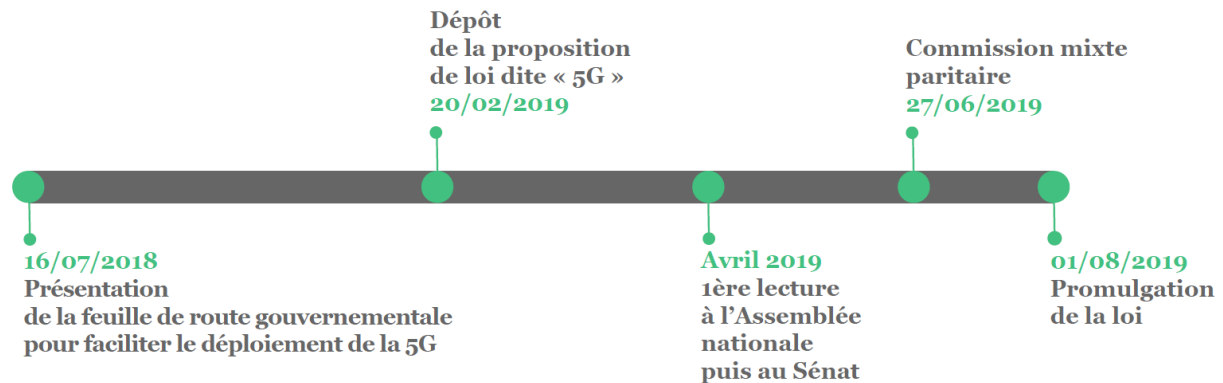 16/07/2018
Présentation
de la feuille de route gouvernementale
pour faciliter le déploiement de la 5G
Dépôt
de la proposition
de loi dite « 5G »
20/02/2019
Avril 2019
1ère lecture
à l’Assemblée
nationale
puis au Sénat
Commission mixte
paritaire
27/06/2019
01/08/2019
Promulgation
de la loi